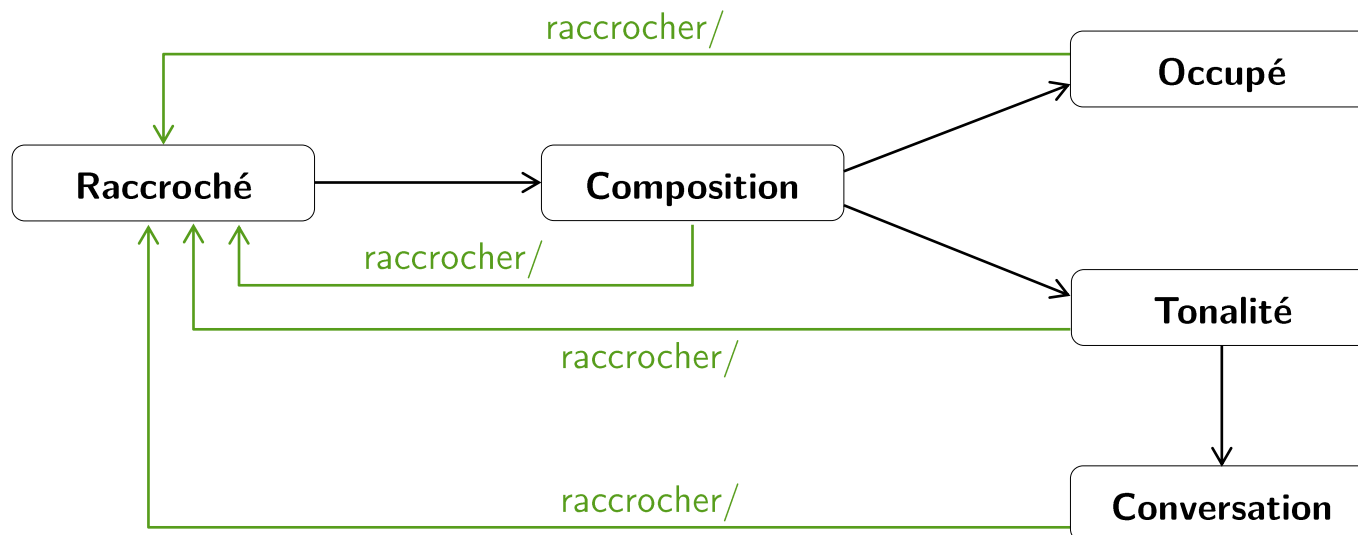 raccrocher/
Occupé
Raccroché
Composition
raccrocher/
Tonalité
raccrocher/
raccrocher/
Conversation